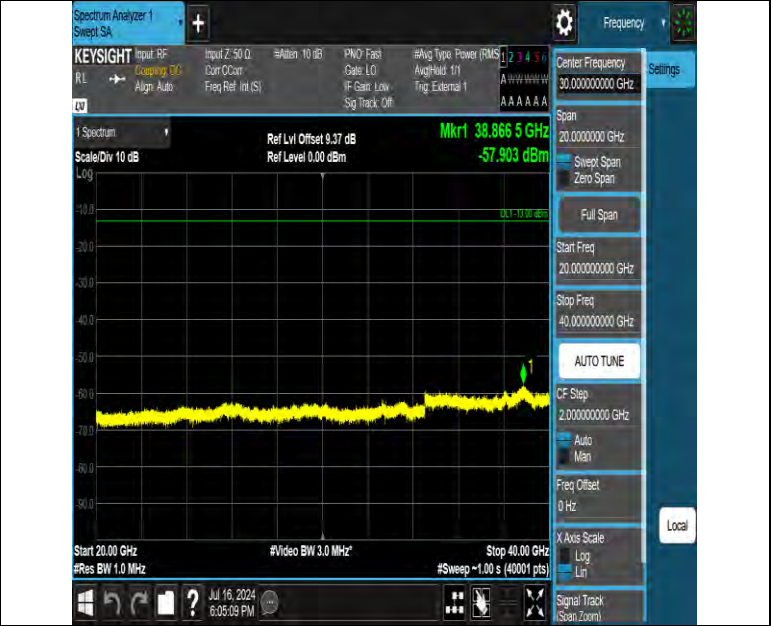 Spectrum Analyzer 1
Swept SA
+
Frequency
KEYSIGHT
RL
LXI
Input: RF
Coupling: DC
Align: Auto
Input Z: 50 Ω
Corr CCorr
Freq Ref: Int (S)
#Atten: 10 dB
PNO: Fast
Gate: LO
IF Gain: Low
Sig Track: Off
#Avg Type: Power (RMS
Avg|Hold: 1/1
Trig: External 1
1 2 3 4 5 6
A W W W W W
A A A A A A
1 Spectrum
Scale/Div 10 dB
Log
Ref Lvl Offset 9.37 dB
Ref Level 0.00 dBm
Mkr1 38.866 5 GHz
-57.903 dBm
DL1 -13.00 dBm
-10.0
-20.0
-30.0
-40.0
-50.0
-60.0
-70.0
-80.0
-90.0
1
Start 20.00 GHz
#Res BW 1.0 MHz
#Video BW 3.0 MHz*
Stop 40.00 GHz
#Sweep ~1.00 s (40001 pts)
Center Frequency
30.000000000 GHz
Settings
Span
20.0000000 GHz
Swept Span
Zero Span
Full Span
Start Freq
20.000000000 GHz
Stop Freq
40.000000000 GHz
AUTO TUNE
CF Step
2.000000000 GHz
Auto
Man
Freq Offset
0 Hz
X Axis Scale
Log
Lin
Signal Track
(Span Zoom)
Local
?
Jul 16, 2024
6:05:09 PM